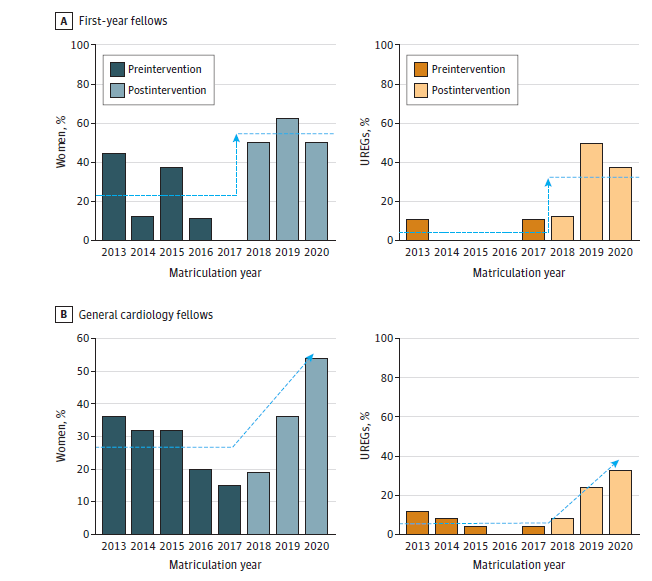 A First-year fellows
100
80
60
40
20
0
Women, %
Preintervention
Postintervention
2013 2014 2015 2016 2017 2018 2019 2020
Matriculation year
100
80
60
40
20
0
UREGs, %
Preintervention
Postintervention
2013 2014 2015 2016 2017 2018 2019 2020
Matriculation year
B General cardiology fellows
60
50
40
30
20
10
0
Women, %
2013 2014 2015 2016 2017 2018 2019 2020
Matriculation year
100
80
60
40
20
0
UREGs, %
2013 2014 2015 2016 2017 2018 2019 2020
Matriculation year